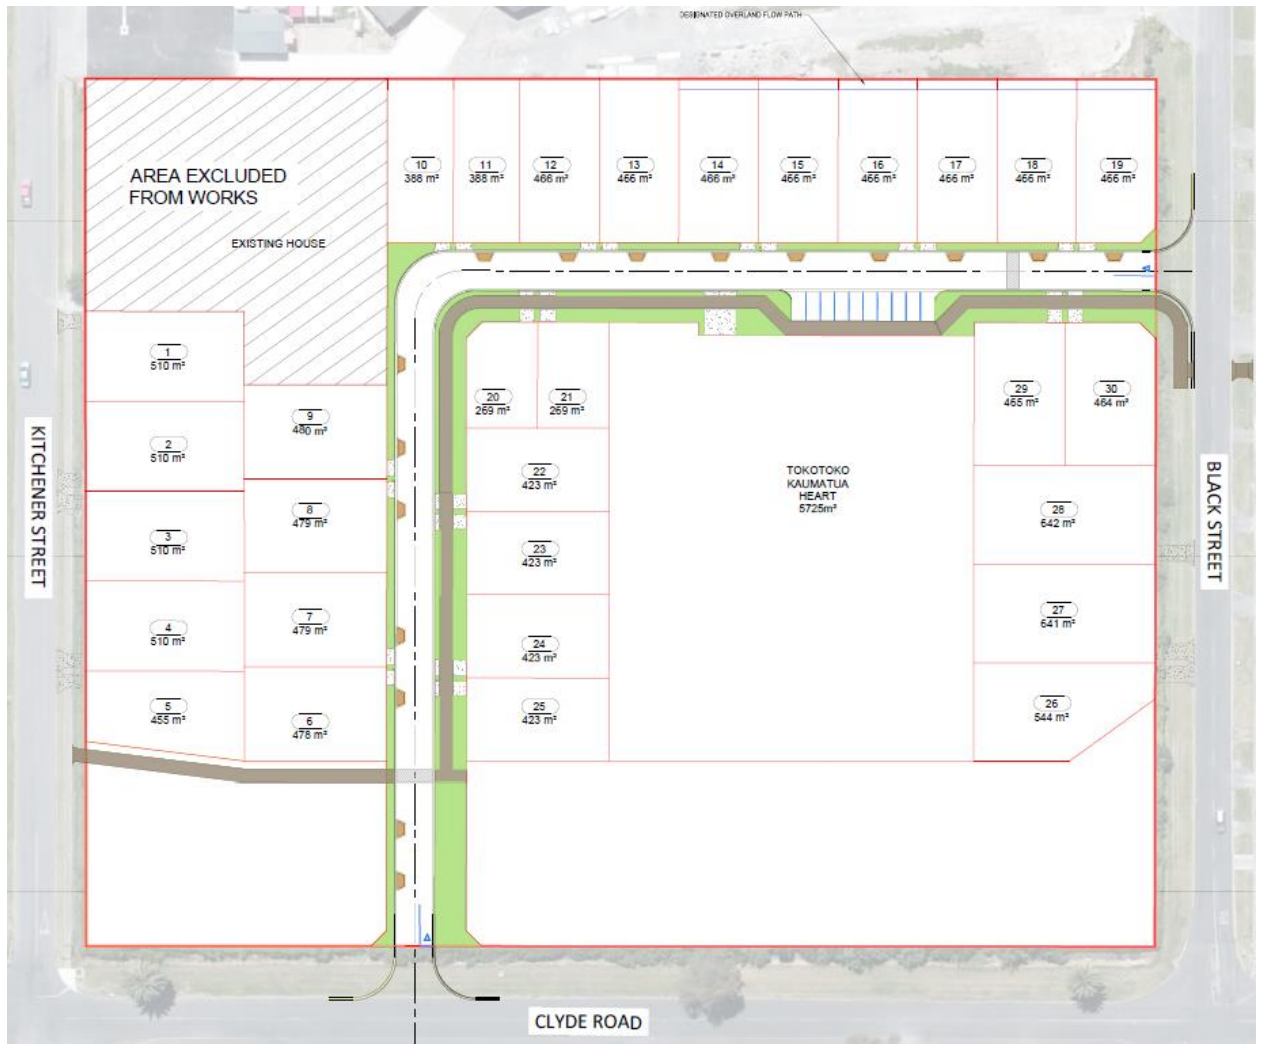 DESIGNATED OVERLAND FLOW PATH
AREA EXCLUDED
FROM WORKS
EXISTING HOUSE
10
388 m²
11
388 m²
12
466 m²
13
466 m²
14
466 m²
15
466 m²
16
466 m²
17
466 m²
18
466 m²
19
466 m²
1
510 m²
2
510 m²
3
510 m²
4
510 m²
5
455 m²
9
480 m²
8
479 m²
7
479 m²
6
478 m²
20
269 m²
21
269 m²
22
423 m²
23
423 m²
24
423 m²
25
423 m²
TOKOTOKO
KAUMATUA
HEART
5725m²
29
465 m²
30
464 m²
28
642 m²
27
641 m²
26
544 m²
KITCHENER STREET
BLACK STREET
CLYDE ROAD